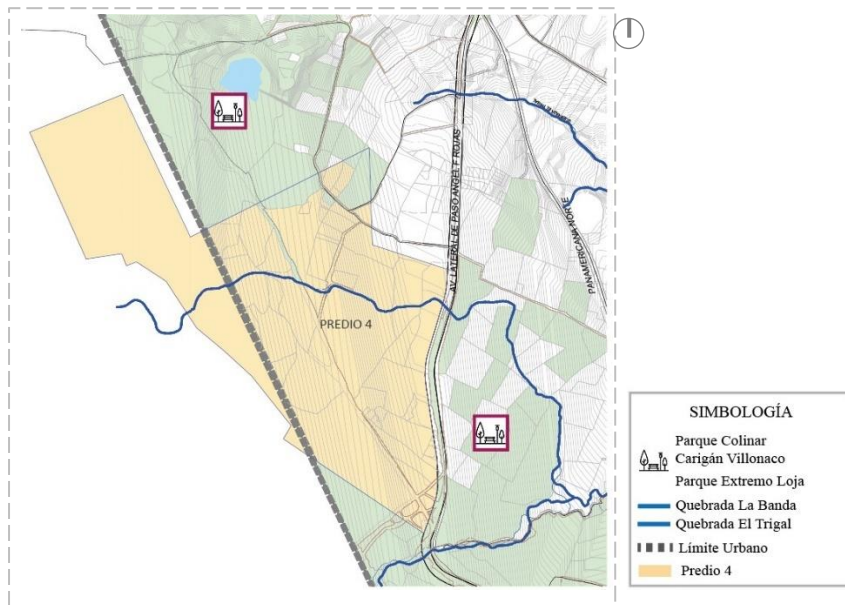 AV. LATERAL DE PASO ANGEL F ROJAS
PANAMERICANA NORTE
PREDIO 4
SIMBOLOGÍA
Parque Colinar
Carigán Villonaco
Parque Extremo Loja
Quebrada La Banda
Quebrada El Trigal
Límite Urbano
Predio 4